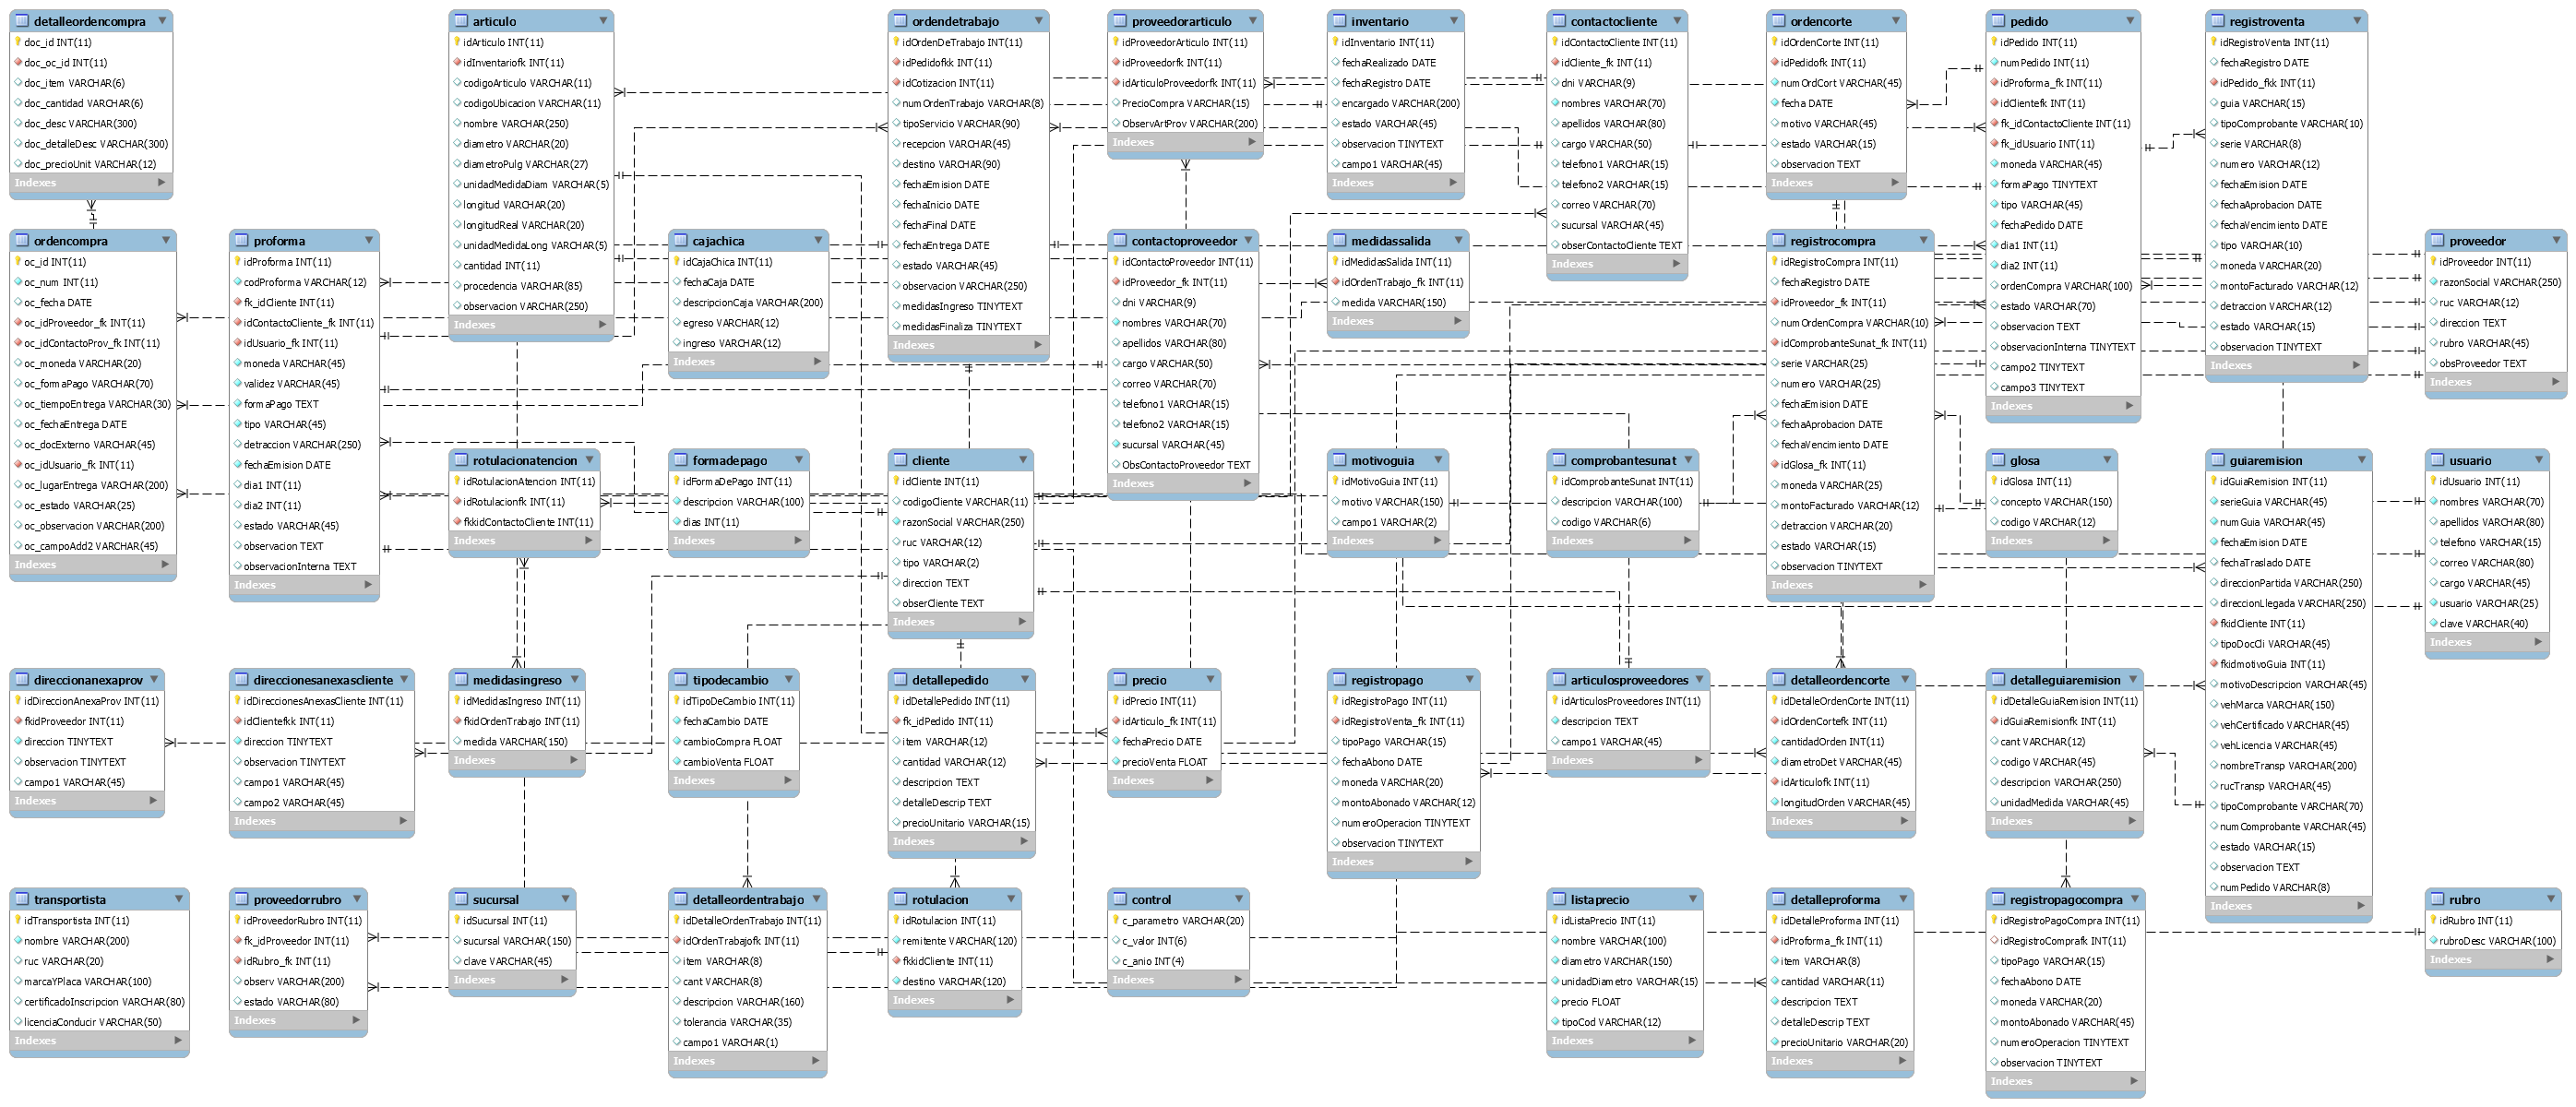 detalleordencompra
doc_id INT(11)
doc_oc_id INT(11)
doc_item VARCHAR(6)
doc_cantidad VARCHAR(6)
doc_desc VARCHAR(300)
doc_detalleDesc VARCHAR(300)
doc_precioUnit VARCHAR(12)
Indexes
articulo
idArticulo INT(11)
idInventariofk INT(11)
codigoArticulo VARCHAR(11)
codigoUbicacion VARCHAR(11)
nombre VARCHAR(250)
diametro VARCHAR(20)
diametroPulg VARCHAR(27)
unidadMedidaDiam VARCHAR(5)
longitud VARCHAR(20)
longitudReal VARCHAR(20)
unidadMedidaLong VARCHAR(5)
cantidad INT(11)
procedencia VARCHAR(85)
observacion VARCHAR(250)
Indexes
ordendetrabajo
idOrdenDeTrabajo INT(11)
idPedidofkk INT(11)
idCotizacion INT(11)
numOrdenTrabajo VARCHAR(8)
tipoServicio VARCHAR(90)
recepcion VARCHAR(45)
destino VARCHAR(90)
fechaEmision DATE
fechaInicio DATE
fechaFinal DATE
fechaEntrega DATE
estado VARCHAR(45)
observacion VARCHAR(250)
medidasIngreso TINYTEXT
medidasFinaliza TINYTEXT
Indexes
proveedorarticulo
idProveedorArticulo INT(11)
idProveedorfk INT(11)
idArticuloProveedorfk INT(11)
PrecioCompra VARCHAR(15)
ObservArtProv VARCHAR(200)
Indexes
inventario
idInventario INT(11)
fechaRealizado DATE
fechaRegistro DATE
encargado VARCHAR(200)
estado VARCHAR(45)
observacion TINYTEXT
campo1 VARCHAR(45)
Indexes
contactocliente
idContactoCliente INT(11)
idCliente_fk INT(11)
dni VARCHAR(9)
nombres VARCHAR(70)
apellidos VARCHAR(80)
cargo VARCHAR(50)
telefono1 VARCHAR(15)
telefono2 VARCHAR(15)
correo VARCHAR(70)
sucursal VARCHAR(45)
obserContactoCliente TEXT
Indexes
ordencorte
idOrdenCorte INT(11)
idPedidofk INT(11)
numOrdCort VARCHAR(45)
fecha DATE
motivo VARCHAR(45)
estado VARCHAR(15)
observacion TEXT
Indexes
pedido
idPedido INT(11)
numPedido INT(11)
idProforma_fk INT(11)
idClientefk INT(11)
fk_idContactoCliente INT(11)
fk_idUsuario INT(11)
moneda VARCHAR(45)
formaPago TINYTEXT
tipo VARCHAR(45)
fechaPedido DATE
dia1 INT(11)
dia2 INT(11)
ordenCompra VARCHAR(100)
estado VARCHAR(70)
observacion TEXT
observacionInterna TINYTEXT
campo2 TINYTEXT
campo3 TINYTEXT
Indexes
registroventa
idRegistroVenta INT(11)
fechaRegistro DATE
idPedido_fkk INT(11)
guia VARCHAR(15)
tipoComprobante VARCHAR(10)
serie VARCHAR(8)
numero VARCHAR(12)
fechaEmision DATE
fechaAprobacion DATE
fechaVencimiento DATE
tipo VARCHAR(10)
moneda VARCHAR(20)
montoFacturado VARCHAR(12)
detraccion VARCHAR(12)
estado VARCHAR(15)
observacion TINYTEXT
Indexes
ordencompra
oc_id INT(11)
oc_num INT(11)
oc_fecha DATE
oc_idProveedor_fk INT(11)
oc_idContactoProv_fk INT(11)
oc_moneda VARCHAR(20)
oc_formaPago VARCHAR(70)
oc_tiempoEntrega VARCHAR(30)
oc_fechaEntrega DATE
oc_docExterno VARCHAR(45)
oc_idUsuario_fk INT(11)
oc_lugarEntrega VARCHAR(200)
oc_estado VARCHAR(25)
oc_observacion VARCHAR(200)
oc_campoAdd2 VARCHAR(45)
Indexes
proforma
idProforma INT(11)
codProforma VARCHAR(12)
fk_idCliente INT(11)
idContactoCliente_fk INT(11)
idUsuario_fk INT(11)
moneda VARCHAR(45)
validez VARCHAR(45)
formaPago TEXT
tipo VARCHAR(45)
detraccion VARCHAR(250)
fechaEmision DATE
dia1 INT(11)
dia2 INT(11)
estado VARCHAR(45)
observacion TEXT
observacionInterna TEXT
Indexes
cajachica
idCajaChica INT(11)
fechaCaja DATE
descripcionCaja VARCHAR(200)
egreso VARCHAR(12)
ingreso VARCHAR(12)
Indexes
contactoproveedor
idContactoProveedor INT(11)
idProveedor_fk INT(11)
dni VARCHAR(9)
nombres VARCHAR(70)
apellidos VARCHAR(80)
cargo VARCHAR(50)
correo VARCHAR(70)
telefono1 VARCHAR(15)
telefono2 VARCHAR(15)
sucursal VARCHAR(45)
ObsContactoProveedor TEXT
Indexes
medidassalida
idMedidasSalida INT(11)
idOrdenTrabajo_fk INT(11)
medida VARCHAR(150)
Indexes
registrocompra
idRegistroCompra INT(11)
fechaRegistro DATE
idProveedor_fk INT(11)
numOrdenCompra VARCHAR(10)
idComprobanteSunat_fk INT(11)
serie VARCHAR(25)
numero VARCHAR(25)
fechaEmision DATE
fechaAprobacion DATE
fechaVencimiento DATE
idGlosa_fk INT(11)
moneda VARCHAR(25)
montoFacturado VARCHAR(12)
detraccion VARCHAR(20)
estado VARCHAR(15)
observacion TINYTEXT
Indexes
proveedor
idProveedor INT(11)
razonSocial VARCHAR(250)
ruc VARCHAR(12)
direccion TEXT
rubro VARCHAR(45)
obsProveedor TEXT
Indexes
rotulacionatencion
idRotulacionAtencion INT(11)
idRotulacionfk INT(11)
fkkidContactoCliente INT(11)
Indexes
formadepago
idFormaDePago INT(11)
descripcion VARCHAR(100)
dias INT(11)
Indexes
cliente
idCliente INT(11)
codigoCliente VARCHAR(11)
razonSocial VARCHAR(250)
ruc VARCHAR(12)
tipo VARCHAR(2)
direccion TEXT
obserCliente TEXT
Indexes
motivoguia
idMotivoGuia INT(11)
motivo VARCHAR(150)
campo1 VARCHAR(2)
Indexes
comprobantesunat
idComprobanteSunat INT(11)
descripcion VARCHAR(100)
codigo VARCHAR(6)
Indexes
glosa
idGlosa INT(11)
concepto VARCHAR(150)
codigo VARCHAR(12)
Indexes
guiaremision
idGuiaRemision INT(11)
serieGuia VARCHAR(45)
numGuia VARCHAR(45)
fechaEmision DATE
fechaTraslado DATE
direccionPartida VARCHAR(250)
direccionLlegada VARCHAR(250)
fkidCliente INT(11)
tipoDocCli VARCHAR(45)
fkidmotivoGuia INT(11)
motivoDescripcion VARCHAR(45)
vehMarca VARCHAR(150)
vehCertificado VARCHAR(45)
vehLicencia VARCHAR(45)
nombreTransp VARCHAR(200)
rucTransp VARCHAR(45)
tipoComprobante VARCHAR(70)
numComprobante VARCHAR(45)
estado VARCHAR(15)
observacion TEXT
numPedido VARCHAR(8)
Indexes
usuario
idUsuario INT(11)
nombres VARCHAR(70)
apellidos VARCHAR(80)
telefono VARCHAR(15)
correo VARCHAR(80)
cargo VARCHAR(45)
usuario VARCHAR(25)
clave VARCHAR(40)
Indexes
direccionanexaprov
idDireccionAnexaProv INT(11)
fkidProveedor INT(11)
direccion TINYTEXT
observacion TINYTEXT
campo1 VARCHAR(45)
Indexes
direccionesanexascliente
idDireccionesAnexasCliente INT(11)
idClientefkk INT(11)
direccion TINYTEXT
observacion TINYTEXT
campo1 VARCHAR(45)
campo2 VARCHAR(45)
Indexes
medidasingreso
idMedidasIngreso INT(11)
fkidOrdenTrabajo INT(11)
medida VARCHAR(150)
Indexes
tipodecambio
idTipoDeCambio INT(11)
fechaCambio DATE
cambioCompra FLOAT
cambioVenta FLOAT
Indexes
detallepedido
idDetallePedido INT(11)
fk_idPedido INT(11)
item VARCHAR(12)
cantidad VARCHAR(12)
descripcion TEXT
detalleDescrip TEXT
precioUnitario VARCHAR(15)
Indexes
precio
idPrecio INT(11)
idArticulo_fk INT(11)
fechaPrecio DATE
precioVenta FLOAT
Indexes
registropago
idRegistroPago INT(11)
idRegistroVenta_fk INT(11)
tipoPago VARCHAR(15)
fechaAbono DATE
moneda VARCHAR(20)
montoAbonado VARCHAR(12)
numeroOperacion TINYTEXT
observacion TINYTEXT
Indexes
articulosproveedores
idArticulosProveedores INT(11)
descripcion TEXT
campo1 VARCHAR(45)
Indexes
detalleordencorte
idDetalleOrdenCorte INT(11)
idOrdenCortefk INT(11)
cantidadOrden INT(11)
diametroDet VARCHAR(45)
idArticulofk INT(11)
longitudOrden VARCHAR(45)
Indexes
detalleguiaremision
idDetalleGuiaRemision INT(11)
idGuiaRemisionfk INT(11)
cant VARCHAR(12)
codigo VARCHAR(45)
descripcion VARCHAR(250)
unidadMedida VARCHAR(45)
Indexes
transportista
idTransportista INT(11)
nombre VARCHAR(200)
ruc VARCHAR(20)
marcaYPlaca VARCHAR(100)
certificadoInscripcion VARCHAR(80)
licenciaConducir VARCHAR(50)
Indexes
proveedorrubro
idProveedorRubro INT(11)
fk_idProveedor INT(11)
idRubro_fk INT(11)
observ VARCHAR(200)
estado VARCHAR(80)
Indexes
sucursal
idSucursal INT(11)
sucursal VARCHAR(150)
clave VARCHAR(45)
Indexes
detalleordentrabajo
idDetalleOrdenTrabajo INT(11)
idOrdenTrabajofk INT(11)
item VARCHAR(8)
cant VARCHAR(8)
descripcion VARCHAR(160)
tolerancia VARCHAR(35)
campo1 VARCHAR(1)
Indexes
rotulacion
idRotulacion INT(11)
remitente VARCHAR(120)
fkkidCliente INT(11)
destino VARCHAR(120)
Indexes
control
c_parametro VARCHAR(20)
c_valor INT(6)
c_anio INT(4)
Indexes
listaprecio
idListaPrecio INT(11)
nombre VARCHAR(100)
diametro VARCHAR(150)
unidadDiametro VARCHAR(15)
precio FLOAT
tipoCod VARCHAR(12)
Indexes
detalleproforma
idDetalleProforma INT(11)
idProforma_fk INT(11)
item VARCHAR(8)
cantidad VARCHAR(11)
descripcion TEXT
detalleDescrip TEXT
precioUnitario VARCHAR(20)
Indexes
registropagocompra
idRegistroPagoCompra INT(11)
idRegistroComprafk INT(11)
tipoPago VARCHAR(15)
fechaAbono DATE
moneda VARCHAR(20)
montoAbonado VARCHAR(45)
numeroOperacion TINYTEXT
observacion TINYTEXT
Indexes
rubro
idRubro INT(11)
rubroDesc VARCHAR(100)
Indexes